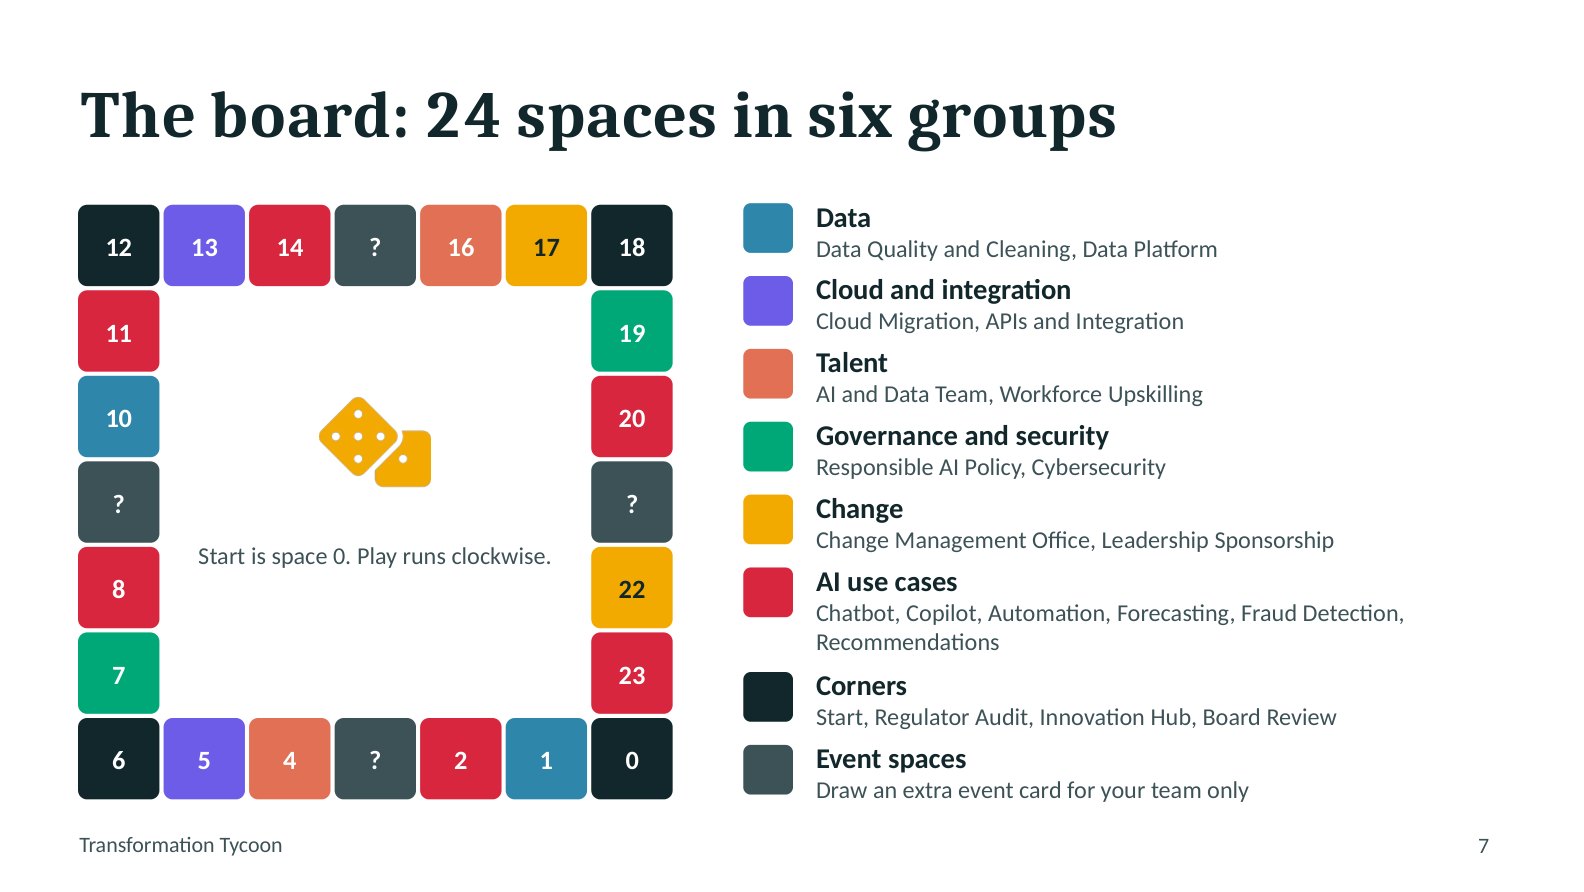 The board: 24 spaces in six groups
12 13 14 ? 16 17 18
11 19
10 20
? ?
8 22
7 23
6 5 4 ? 2 1 0
Start is space 0. Play runs clockwise.
Data
Data Quality and Cleaning, Data Platform
Cloud and integration
Cloud Migration, APIs and Integration
Talent
AI and Data Team, Workforce Upskilling
Governance and security
Responsible AI Policy, Cybersecurity
Change
Change Management Office, Leadership Sponsorship
AI use cases
Chatbot, Copilot, Automation, Forecasting, Fraud Detection,
Recommendations
Corners
Start, Regulator Audit, Innovation Hub, Board Review
Event spaces
Draw an extra event card for your team only
Transformation Tycoon
7